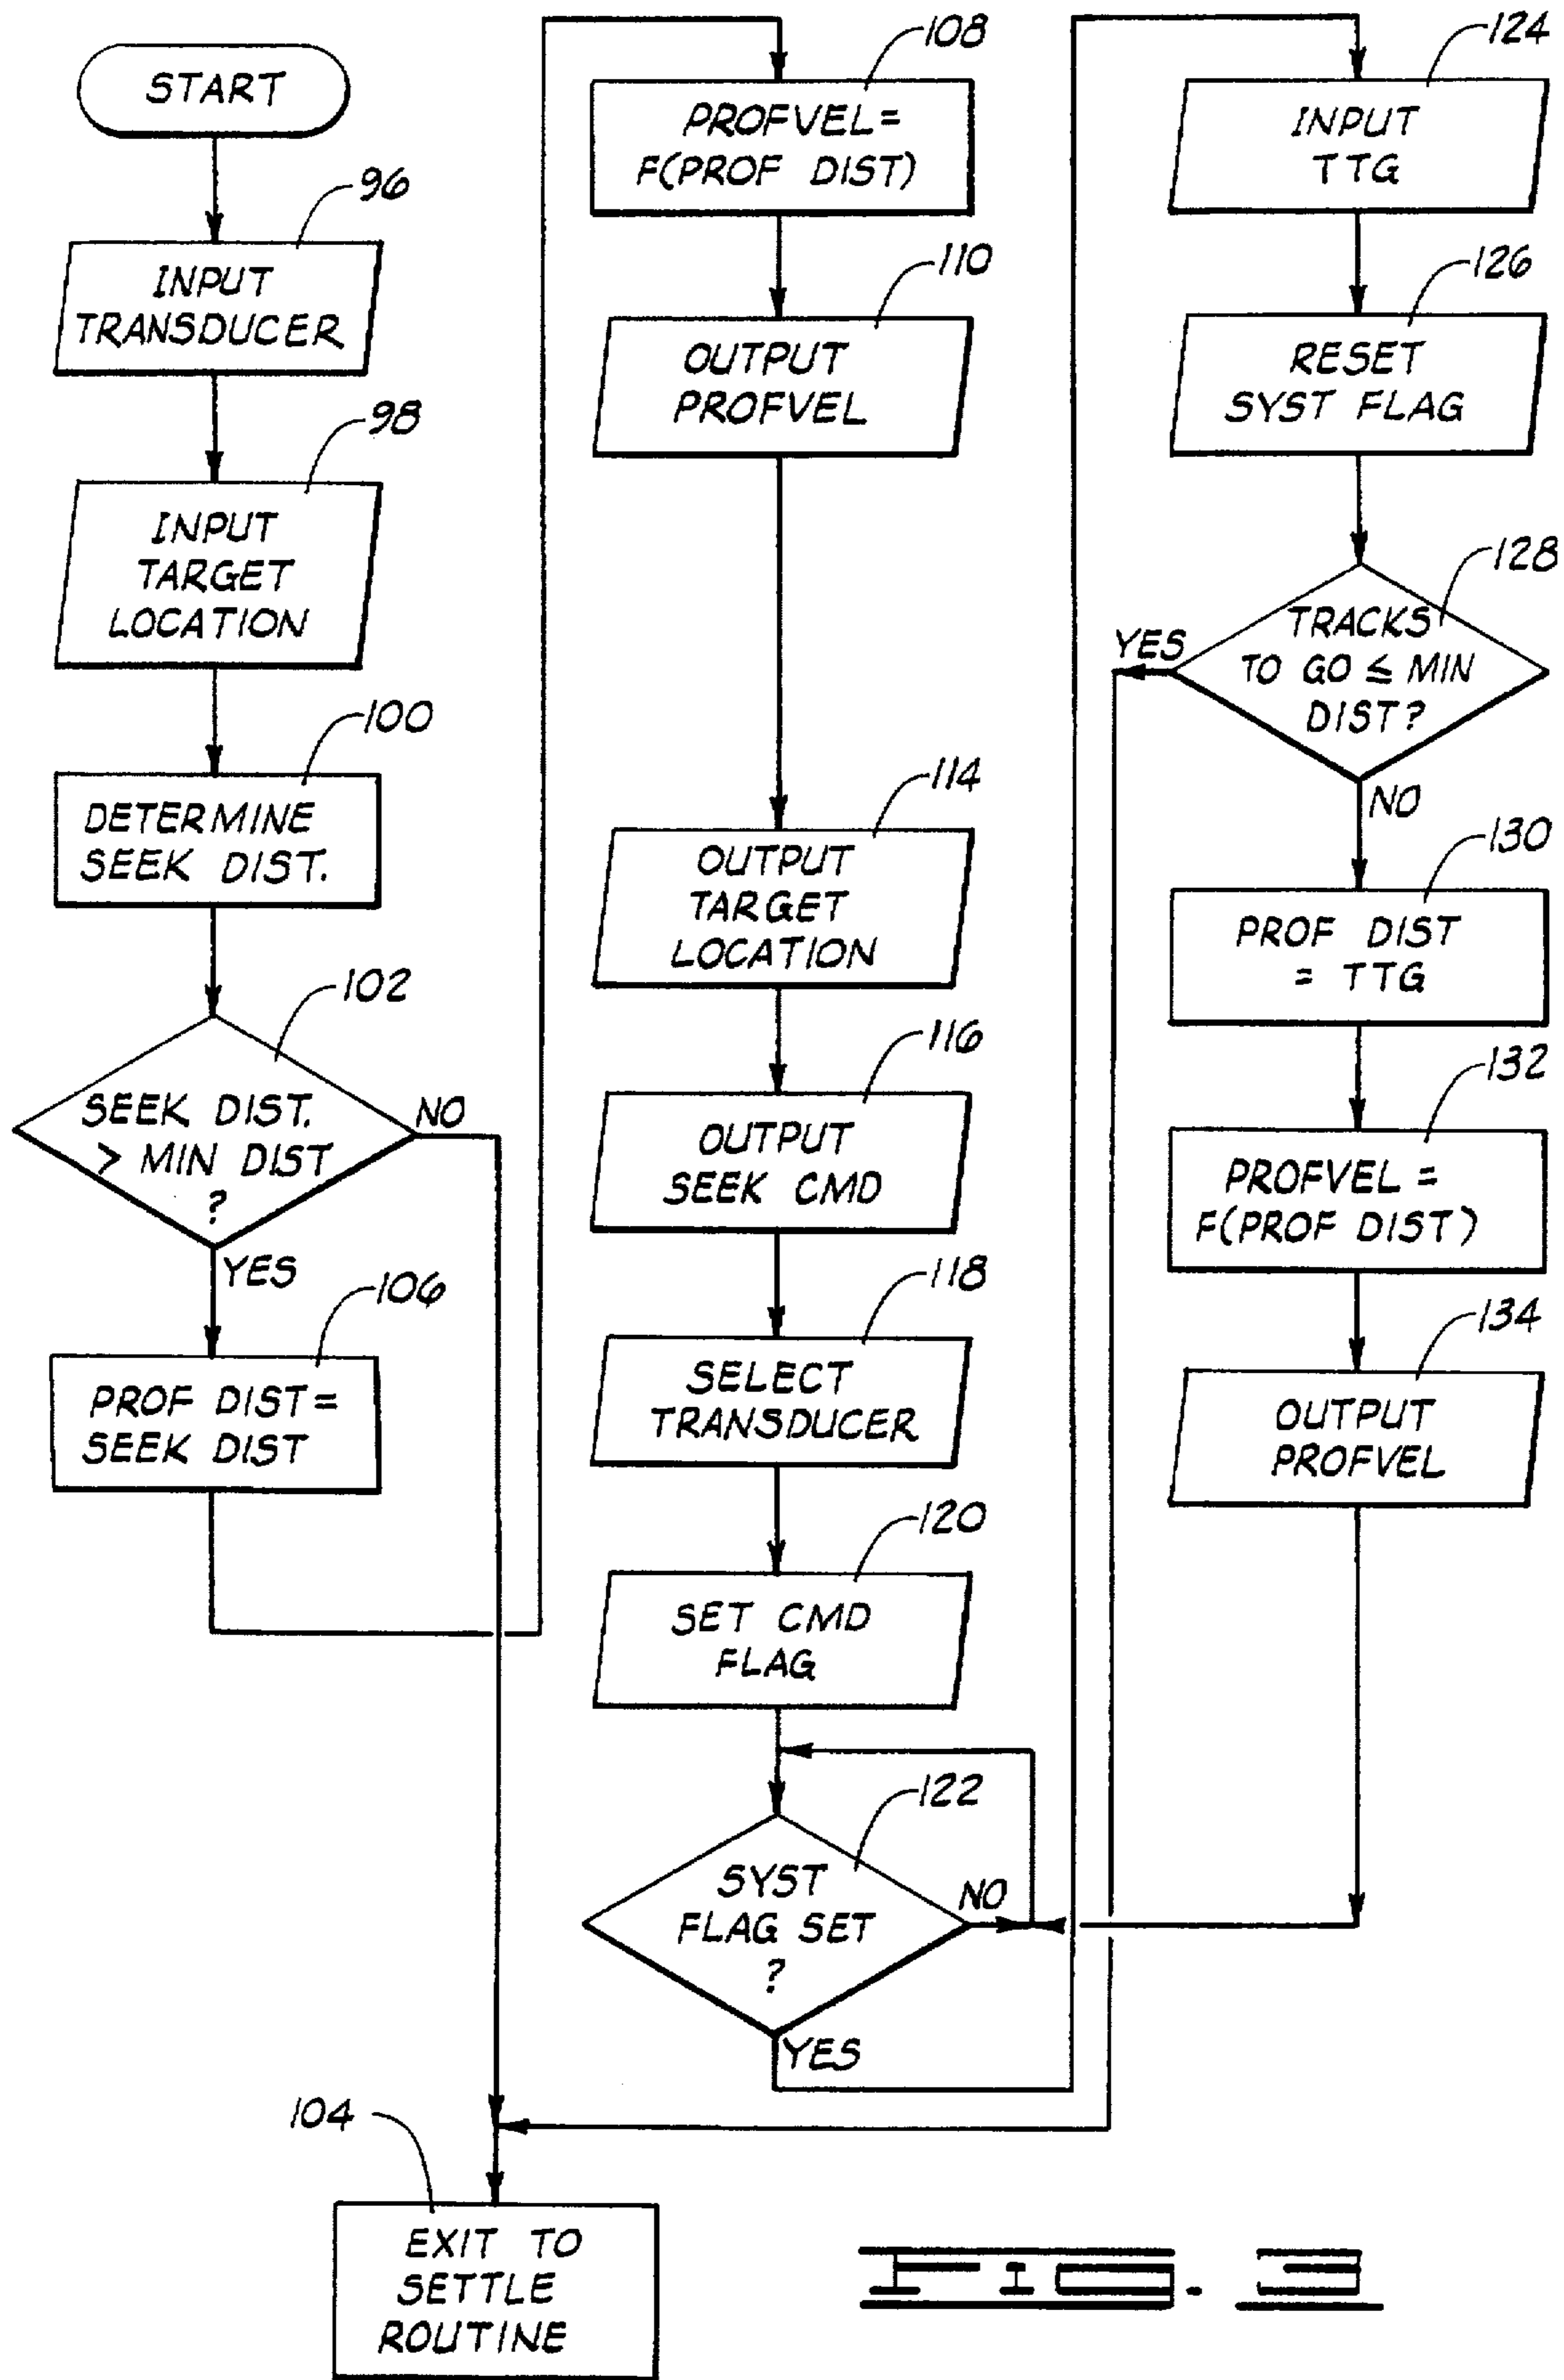 START
96
INPUT
TRANSDUCER
98
INPUT
TARGET
LOCATION
100
DETERMINE
SEEK DIST.
102
SEEK DIST.
> MIN DIST
?
NO
YES
106
PROF DIST=
SEEK DIST
108
PROFVEL=
F(PROF DIST)
110
OUTPUT
PROFVEL
114
OUTPUT
TARGET
LOCATION
116
OUTPUT
SEEK CMD
118
SELECT
TRANSDUCER
120
SET CMD
FLAG
122
SYST
FLAG SET
?
NO
YES
124
INPUT
TTG
126
RESET
SYST FLAG
128
TRACKS
TO GO ≤ MIN
DIST?
YES
NO
130
PROF DIST
= TTG
132
PROFVEL =
F(PROF DIST)
134
OUTPUT
PROFVEL
104
EXIT TO
SETTLE
ROUTINE